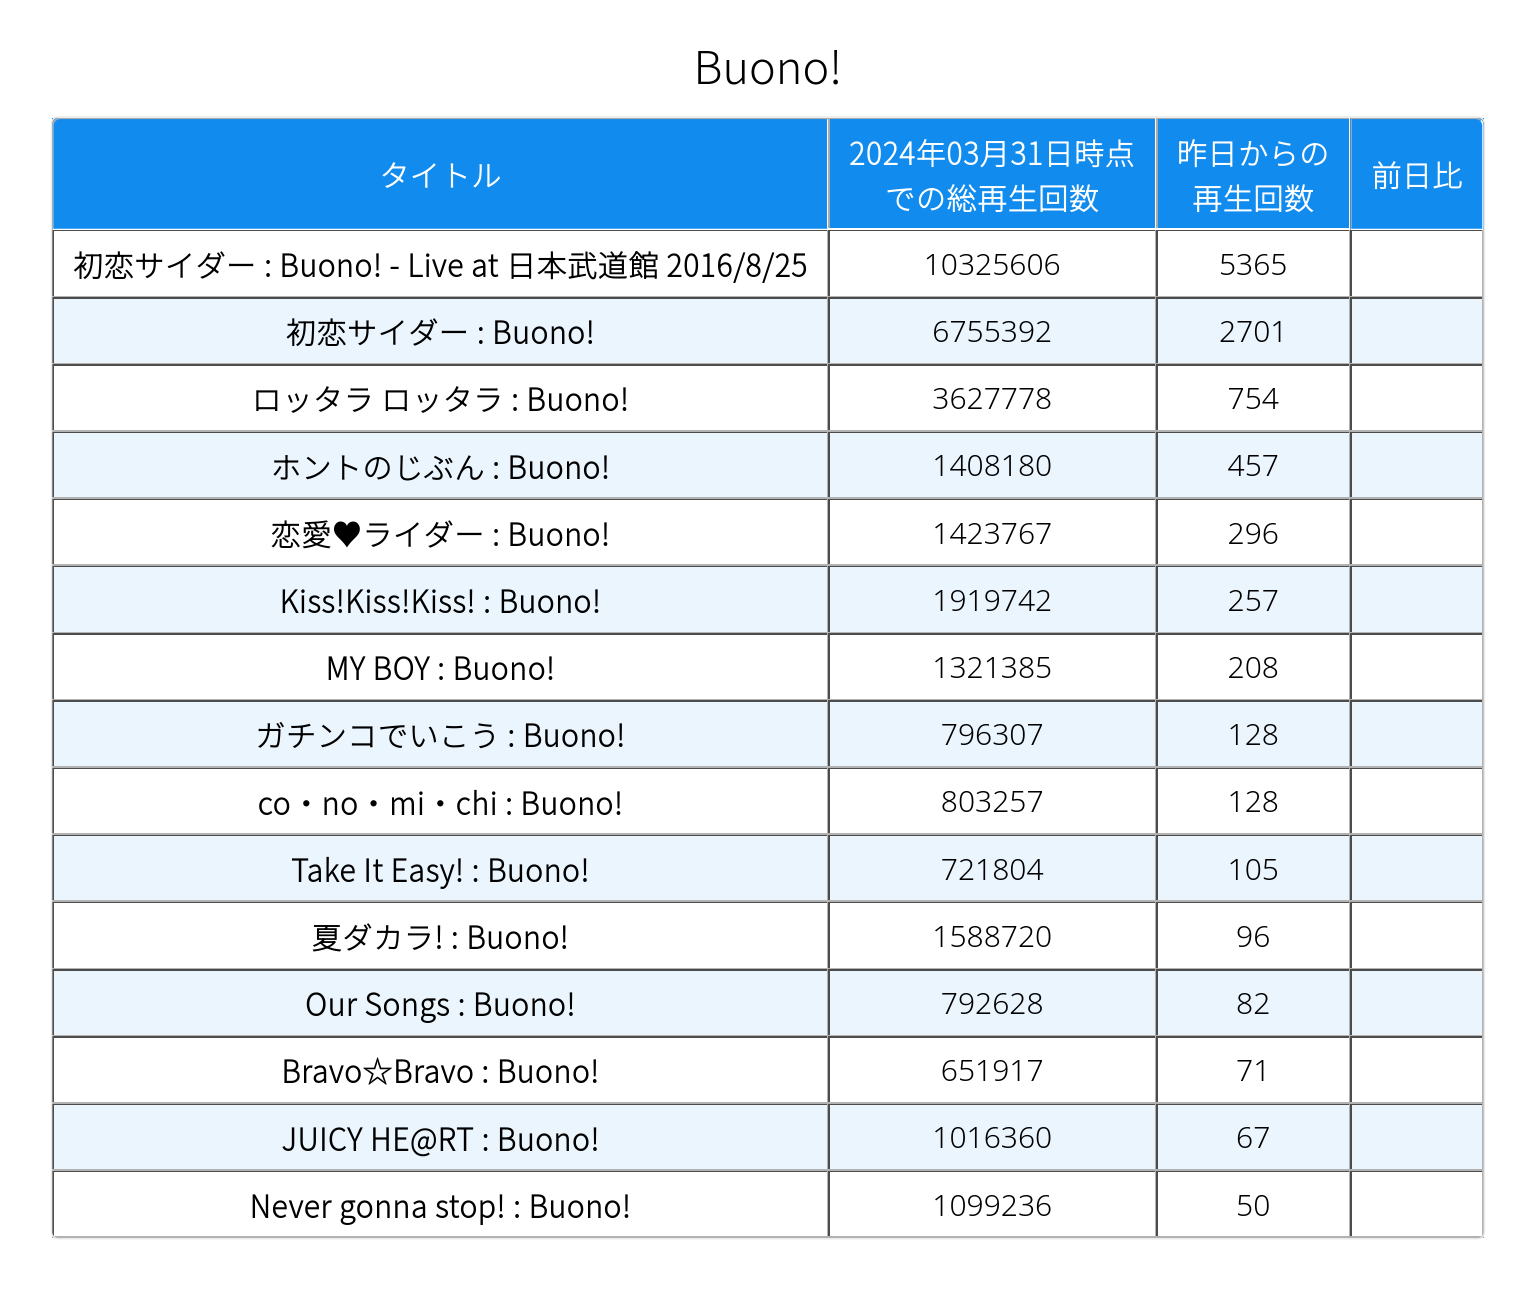 Buono!
タイトル
2024年03月31日時点
での総再生回数
昨日からの
再生回数
前日比
初恋サイダー : Buono! - Live at 日本武道館 2016/8/25 10325606 5365
初恋サイダー : Buono! 6755392 2701
ロッタラ ロッタラ : Buono! 3627778 754
ホントのじぶん : Buono! 1408180 457
恋愛♥ライダー : Buono! 1423767 296
Kiss!Kiss!Kiss! : Buono! 1919742 257
MY BOY : Buono! 1321385 208
ガチンコでいこう : Buono! 796307 128
co・no・mi・chi : Buono! 803257 128
Take It Easy! : Buono! 721804 105
夏ダカラ! : Buono! 1588720 96
Our Songs : Buono! 792628 82
Bravo☆Bravo : Buono! 651917 71
JUICY HE@RT : Buono! 1016360 67
Never gonna stop! : Buono! 1099236 50